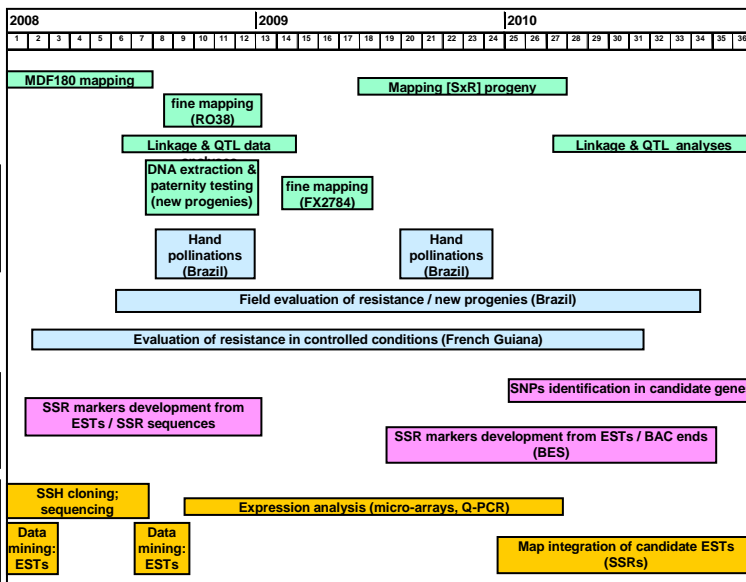 2008 2009 2010
1 2 3 4 5 6 7 8 9 10 11 12 13 14 15 16 17 18 19 20 21 22 23 24 25 26 27 28 29 30 31 32 33 34 35 36
MDF180 mapping
Mapping [SxR] progeny
fine mapping
(RO38)
Linkage & QTL data
analyses
Linkage & QTL analyses
DNA extraction &
paternity testing
(new progenies)
fine mapping
(FX2784)
Hand
pollinations
(Brazil)
Hand
pollinations
(Brazil)
Field evaluation of resistance / new progenies (Brazil)
Evaluation of resistance in controlled conditions (French Guiana)
SNPs identification in candidate gene
SSR markers development from
ESTs / SSR sequences
SSR markers development from ESTs / BAC ends
(BES)
SSH cloning;
sequencing
Expression analysis (micro-arrays, Q-PCR)
Data
mining:
ESTs
Data
mining:
ESTs
Map integration of candidate ESTs
(SSRs)